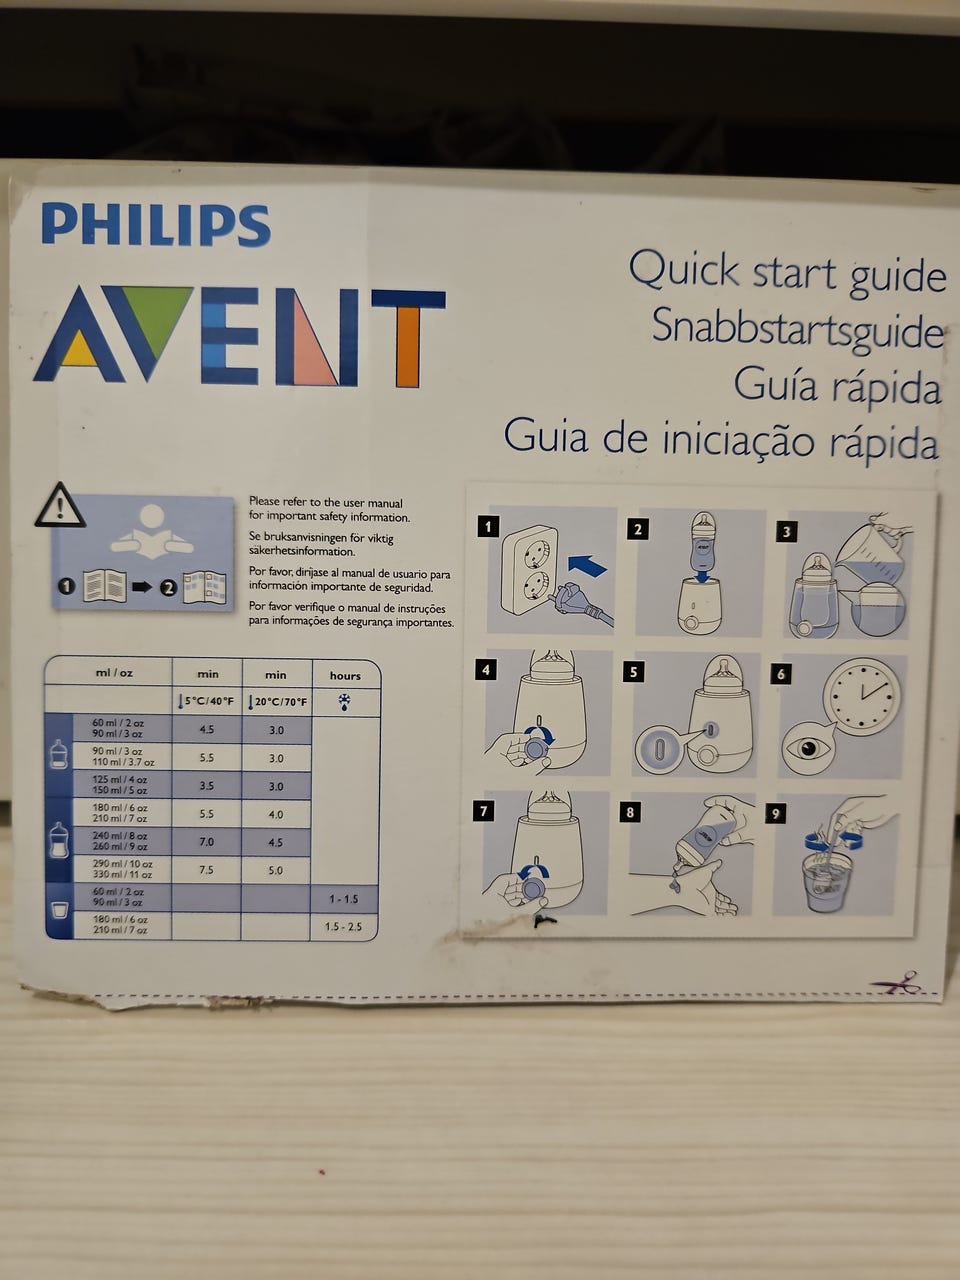 PHILIPS
AVENT
Quick start guide
Snabbstartsguide
Guía rápida
Guia de iniciação rápida
Please refer to the user manual
for important safety information.
Se bruksanvisningen för viktig
säkerhetsinformation.
Por favor, diríjase al manual de usuario para
información importante de seguridad.
Por favor verifique o manual de instruções
para informações de segurança importantes.
1 2
ml / oz min min hours
5°C/40°F 20°C/70°F
60 ml / 2 oz
90 ml / 3 oz 4.5 3.0
90 ml / 3 oz
110 ml / 3.7 oz 5.5 3.0
125 ml / 4 oz
150 ml / 5 oz 3.5 3.0
180 ml / 6 oz
210 ml / 7 oz 5.5 4.0
240 ml / 8 oz
260 ml / 9 oz 7.0 4.5
290 ml / 10 oz
330 ml / 11 oz 7.5 5.0
60 ml / 2 oz
90 ml / 3 oz 1 - 1.5
180 ml / 6 oz
210 ml / 7 oz 1.5 - 2.5
1 2 3
4 5 6
7 8 9